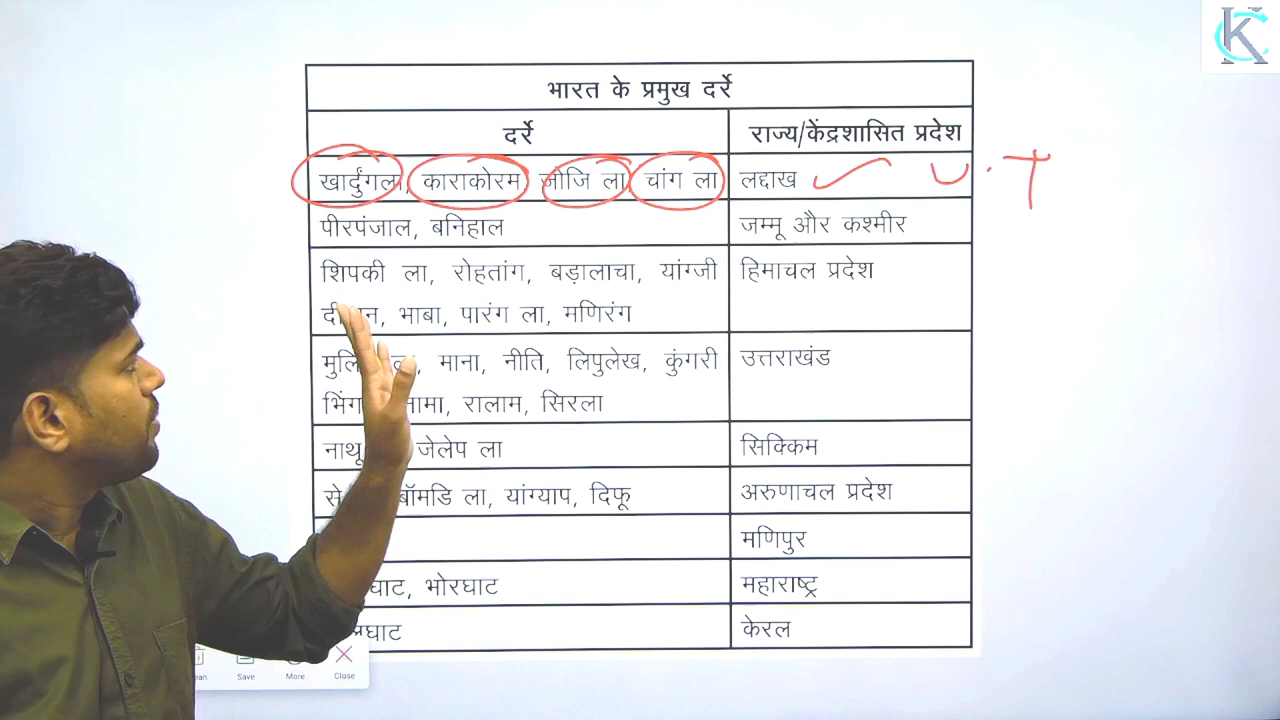 KC
भारत के प्रमुख दर्रे
दर्रे राज्य/केंद्रशासित प्रदेश
खार्दुंगला, काराकोरम, जोजि ला, चांग ला लद्दाख U.T
पीरपंजाल, बनिहाल जम्मू और कश्मीर
शिपकी ला, रोहतांग, बड़ालाचा, यांग्जी हिमाचल प्रदेश
भाबा, पारंग ला, मणिरंग
माना, नीति, लिपुलेख, कुंगरी उत्तराखंड
रालाम, सिरला
जेलेप ला सिक्किम
बॉमडि ला, यांग्याप, दिफू अरुणाचल प्रदेश
मणिपुर
भोरघाट महाराष्ट्र
केरल
Save More Close